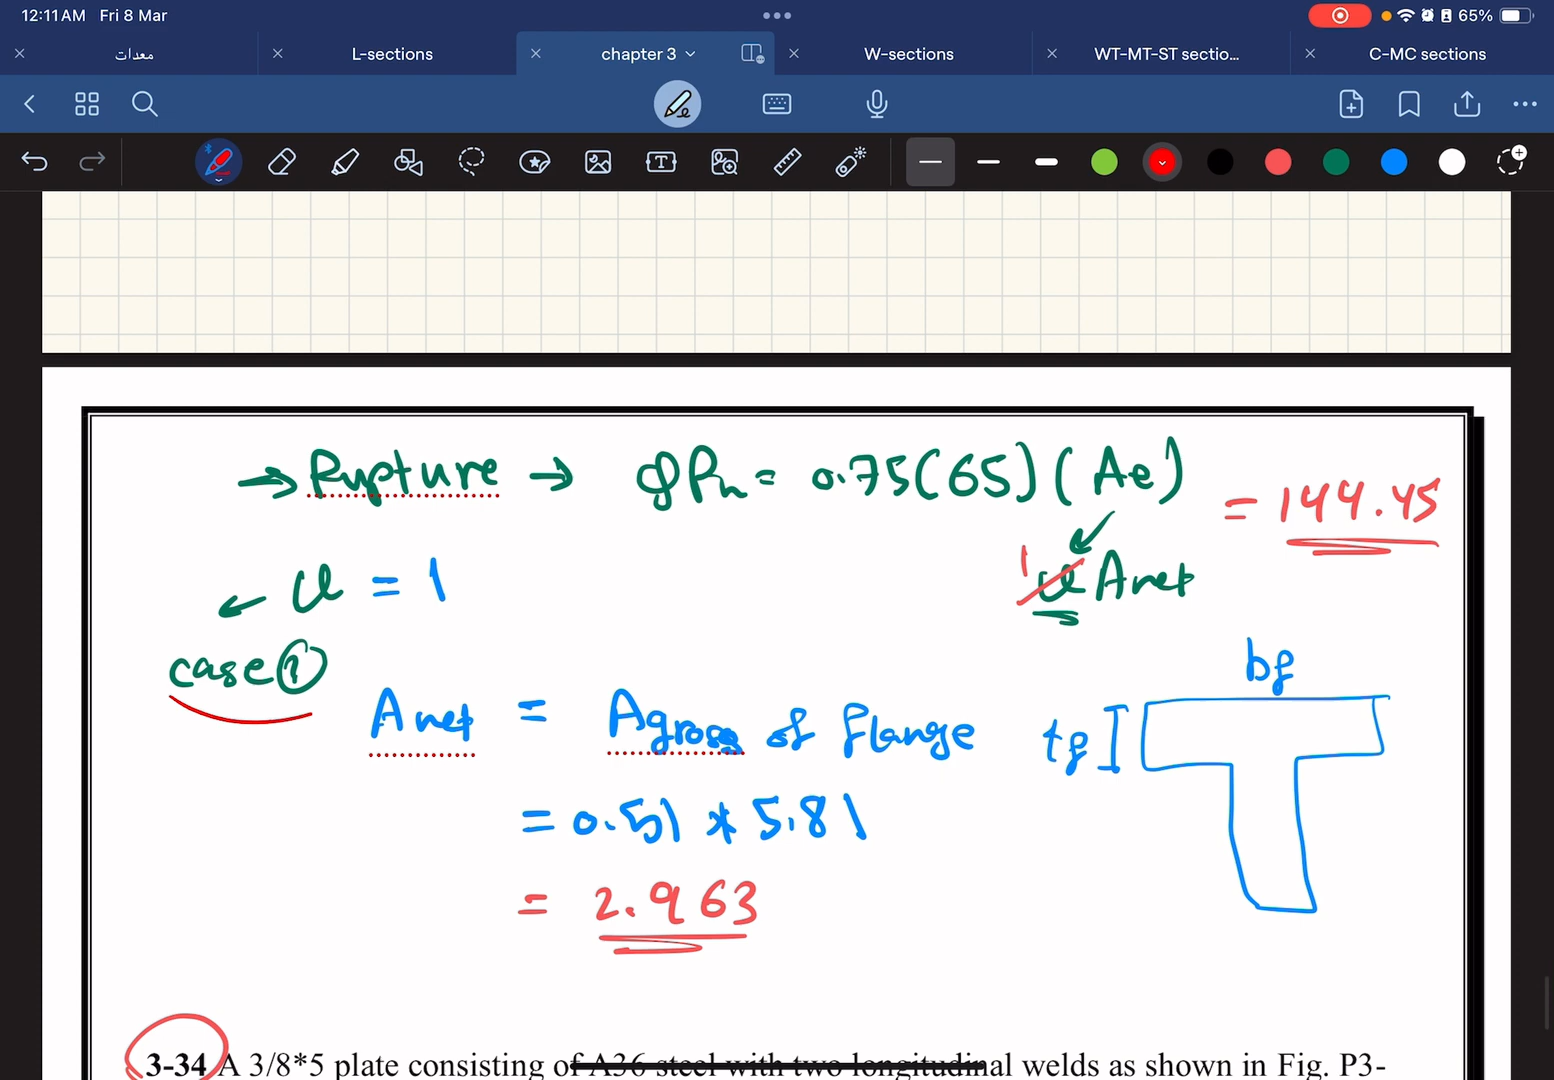 12:11 AM Fri 8 Mar
65%
معدات
L-sections
chapter 3
W-sections
WT-MT-ST sectio...
C-MC sections
→ Rupture → φPn = 0.75(65)(Ae) = 144.45
U = 1
1 U Anet
case ①
bf
Anet = Agross of flange
tf
= 0.51 * 5.81
= 2.963
3-34 A 3/8*5 plate consisting of A36 steel with two longitudinal welds as shown in Fig. P3-